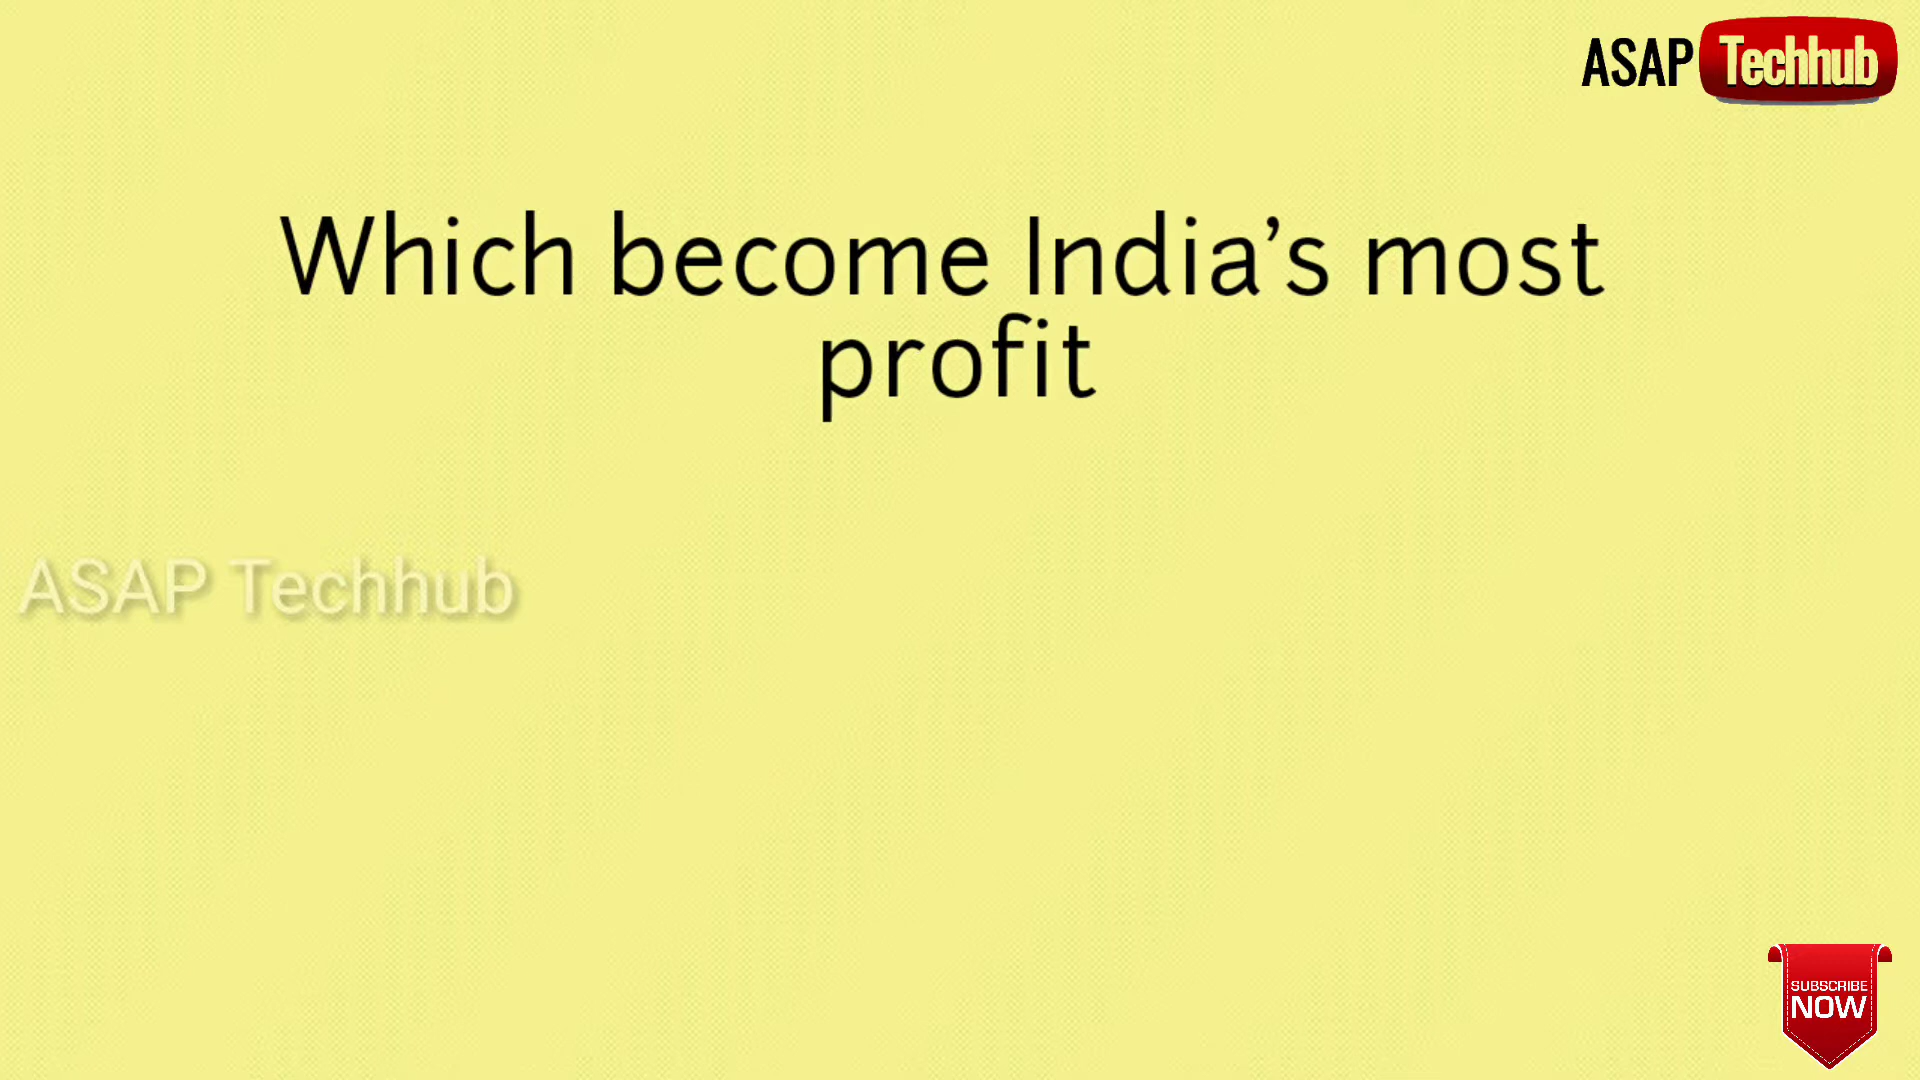 ASAP Techhub
Which become India’s most
profit
ASAP Techhub
SUBSCRIBE
NOW